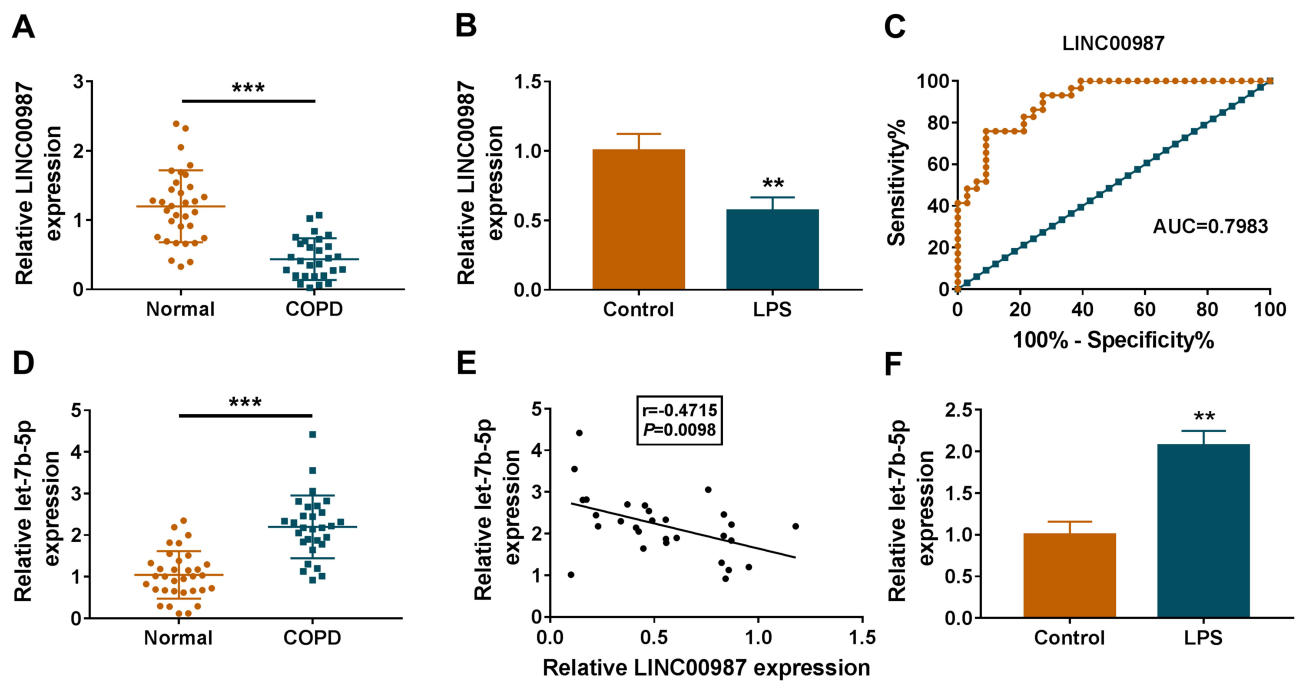 A
Relative LINC00987
expression
3
2
1
0
***
Normal
COPD
B
Relative LINC00987
expression
1.5
1.0
0.5
0.0
**
Control
LPS
C
LINC00987
Sensitivity%
100
80
60
40
20
0
AUC=0.7983
0
20
40
60
80
100
100% - Specificity%
D
Relative let-7b-5p
expression
5
4
3
2
1
0
***
Normal
COPD
E
Relative let-7b-5p
expression
5
4
3
2
1
0
r=-0.4715
P=0.0098
0.0
0.5
1.0
1.5
Relative LINC00987 expression
F
Relative let-7b-5p
expression
2.5
2.0
1.5
1.0
0.5
0.0
**
Control
LPS